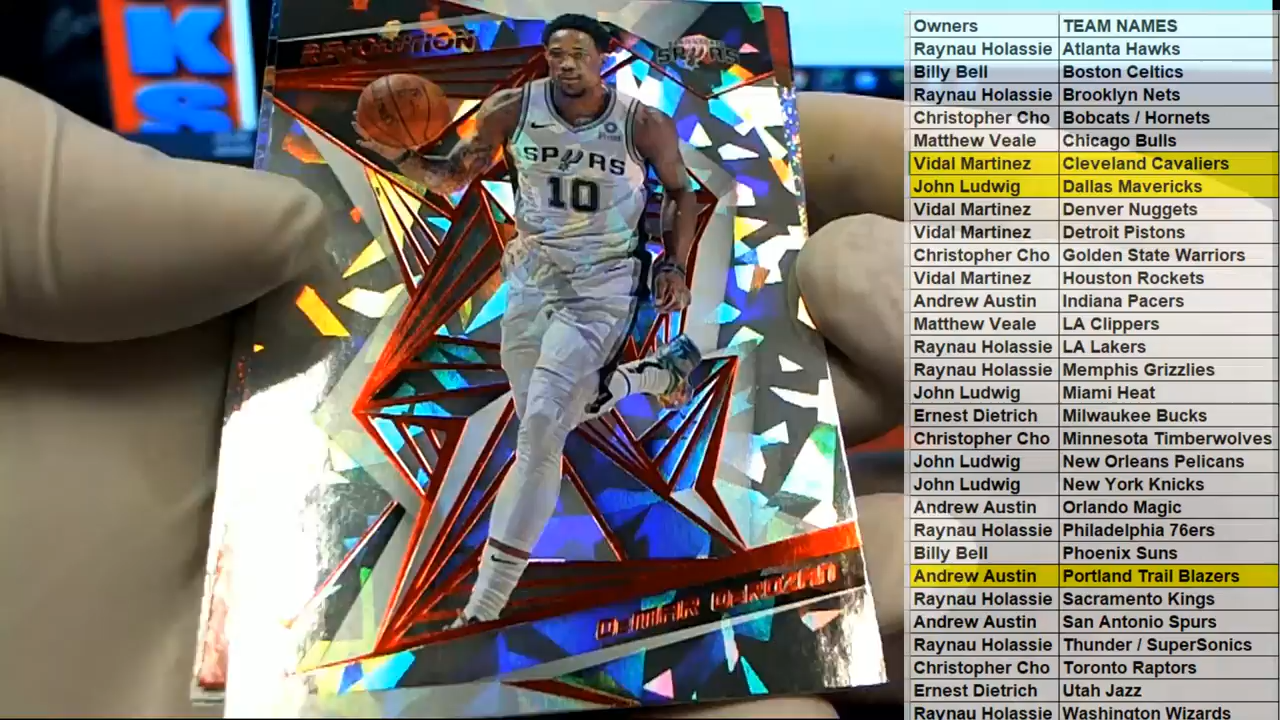 KS
REVOLUTION
SPURS
SPURS
10
DEMAR DEROZAN
Owners TEAM NAMES
Raynau Holassie Atlanta Hawks
Billy Bell Boston Celtics
Raynau Holassie Brooklyn Nets
Christopher Cho Bobcats / Hornets
Matthew Veale Chicago Bulls
Vidal Martinez Cleveland Cavaliers
John Ludwig Dallas Mavericks
Vidal Martinez Denver Nuggets
Vidal Martinez Detroit Pistons
Christopher Cho Golden State Warriors
Vidal Martinez Houston Rockets
Andrew Austin Indiana Pacers
Matthew Veale LA Clippers
Raynau Holassie LA Lakers
Raynau Holassie Memphis Grizzlies
John Ludwig Miami Heat
Ernest Dietrich Milwaukee Bucks
Christopher Cho Minnesota Timberwolves
John Ludwig New Orleans Pelicans
John Ludwig New York Knicks
Andrew Austin Orlando Magic
Raynau Holassie Philadelphia 76ers
Billy Bell Phoenix Suns
Andrew Austin Portland Trail Blazers
Raynau Holassie Sacramento Kings
Andrew Austin San Antonio Spurs
Raynau Holassie Thunder / SuperSonics
Christopher Cho Toronto Raptors
Ernest Dietrich Utah Jazz
Raynau Holassie Washington Wizards